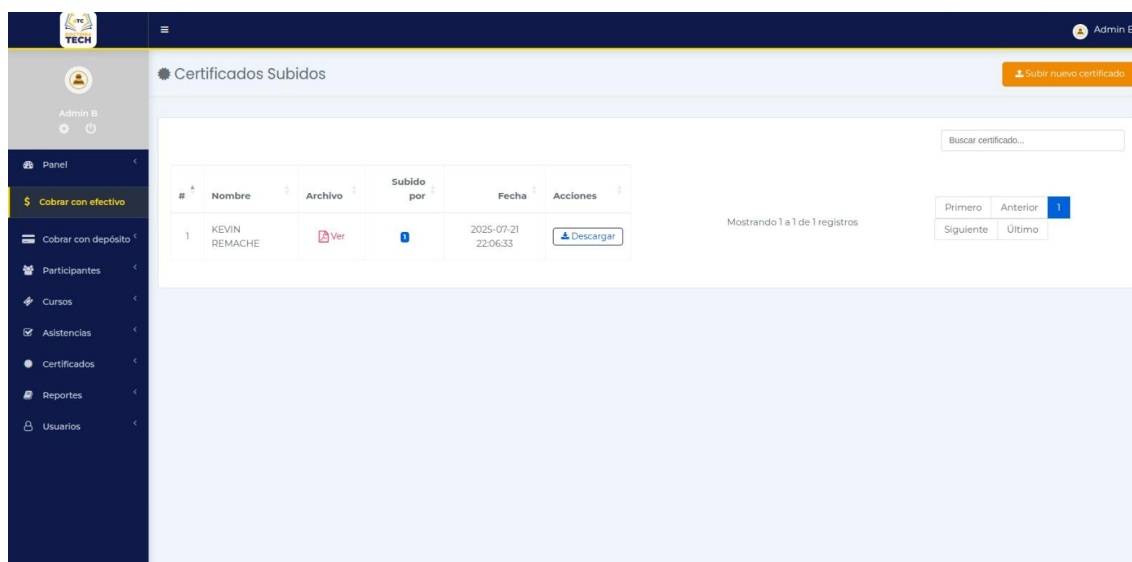 TECH
Admin B
Admin B
Certificados Subidos
Subir nuevo certificado
Panel
$ Cobrar con efectivo
Cobrar con depósito
Participantes
Cursos
Asistencias
Certificados
Reportes
Usuarios
Buscar certificado...
# Nombre Archivo Subido por Fecha Acciones
1 KEVIN REMACHE Ver 1 2025-07-21 22:06:33 Descargar
Mostrando 1 a 1 de 1 registros
Primero Anterior 1
Siguiente Último